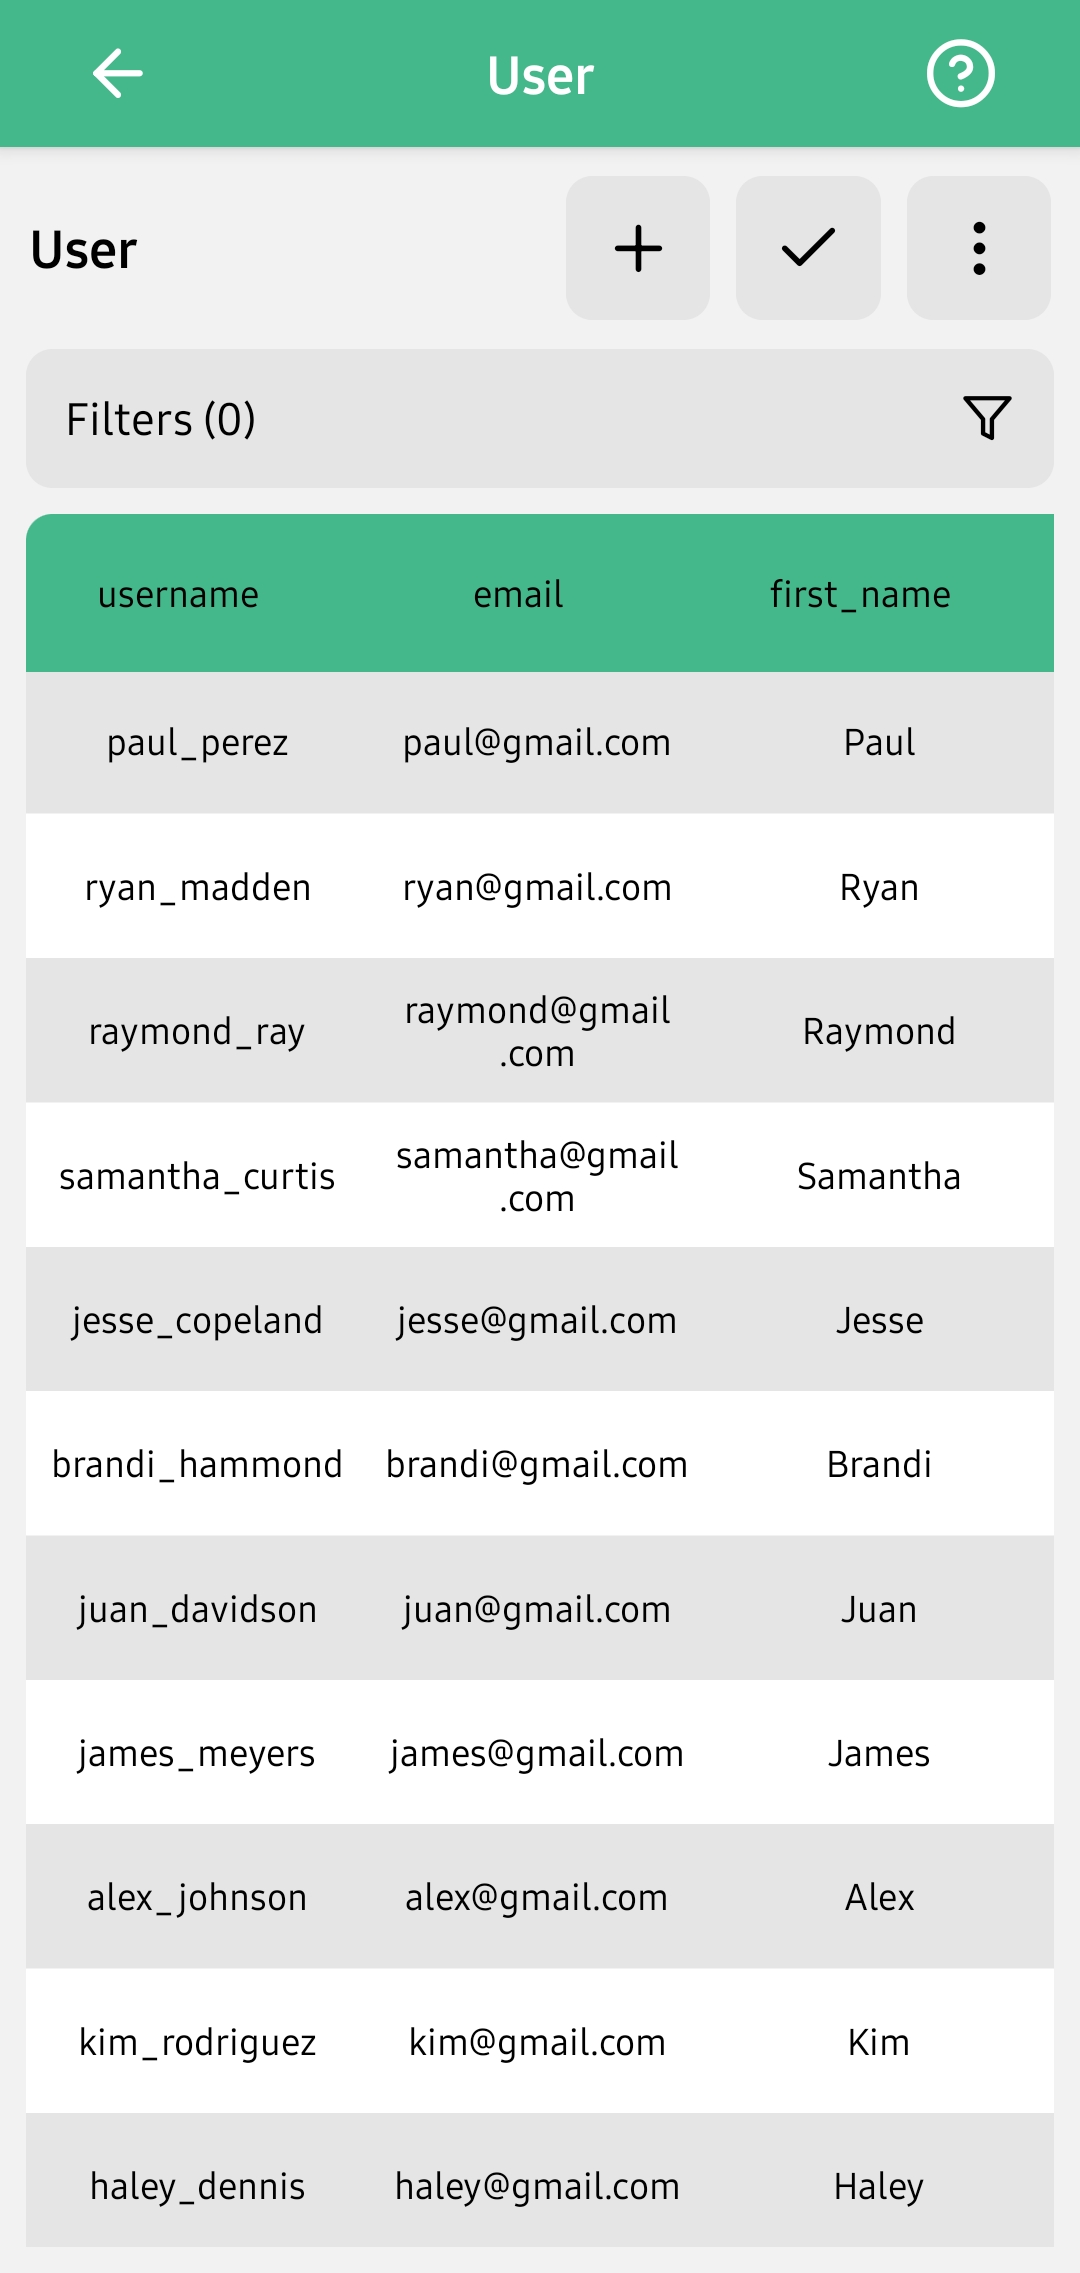 User
User
Filters (0)
username email first_name
paul_perez paul@gmail.com Paul
ryan_madden ryan@gmail.com Ryan
raymond_ray raymond@gmail
.com Raymond
samantha_curtis samantha@gmail
.com Samantha
jesse_copeland jesse@gmail.com Jesse
brandi_hammond brandi@gmail.com Brandi
juan_davidson juan@gmail.com Juan
james_meyers james@gmail.com James
alex_johnson alex@gmail.com Alex
kim_rodriguez kim@gmail.com Kim
haley_dennis haley@gmail.com Haley